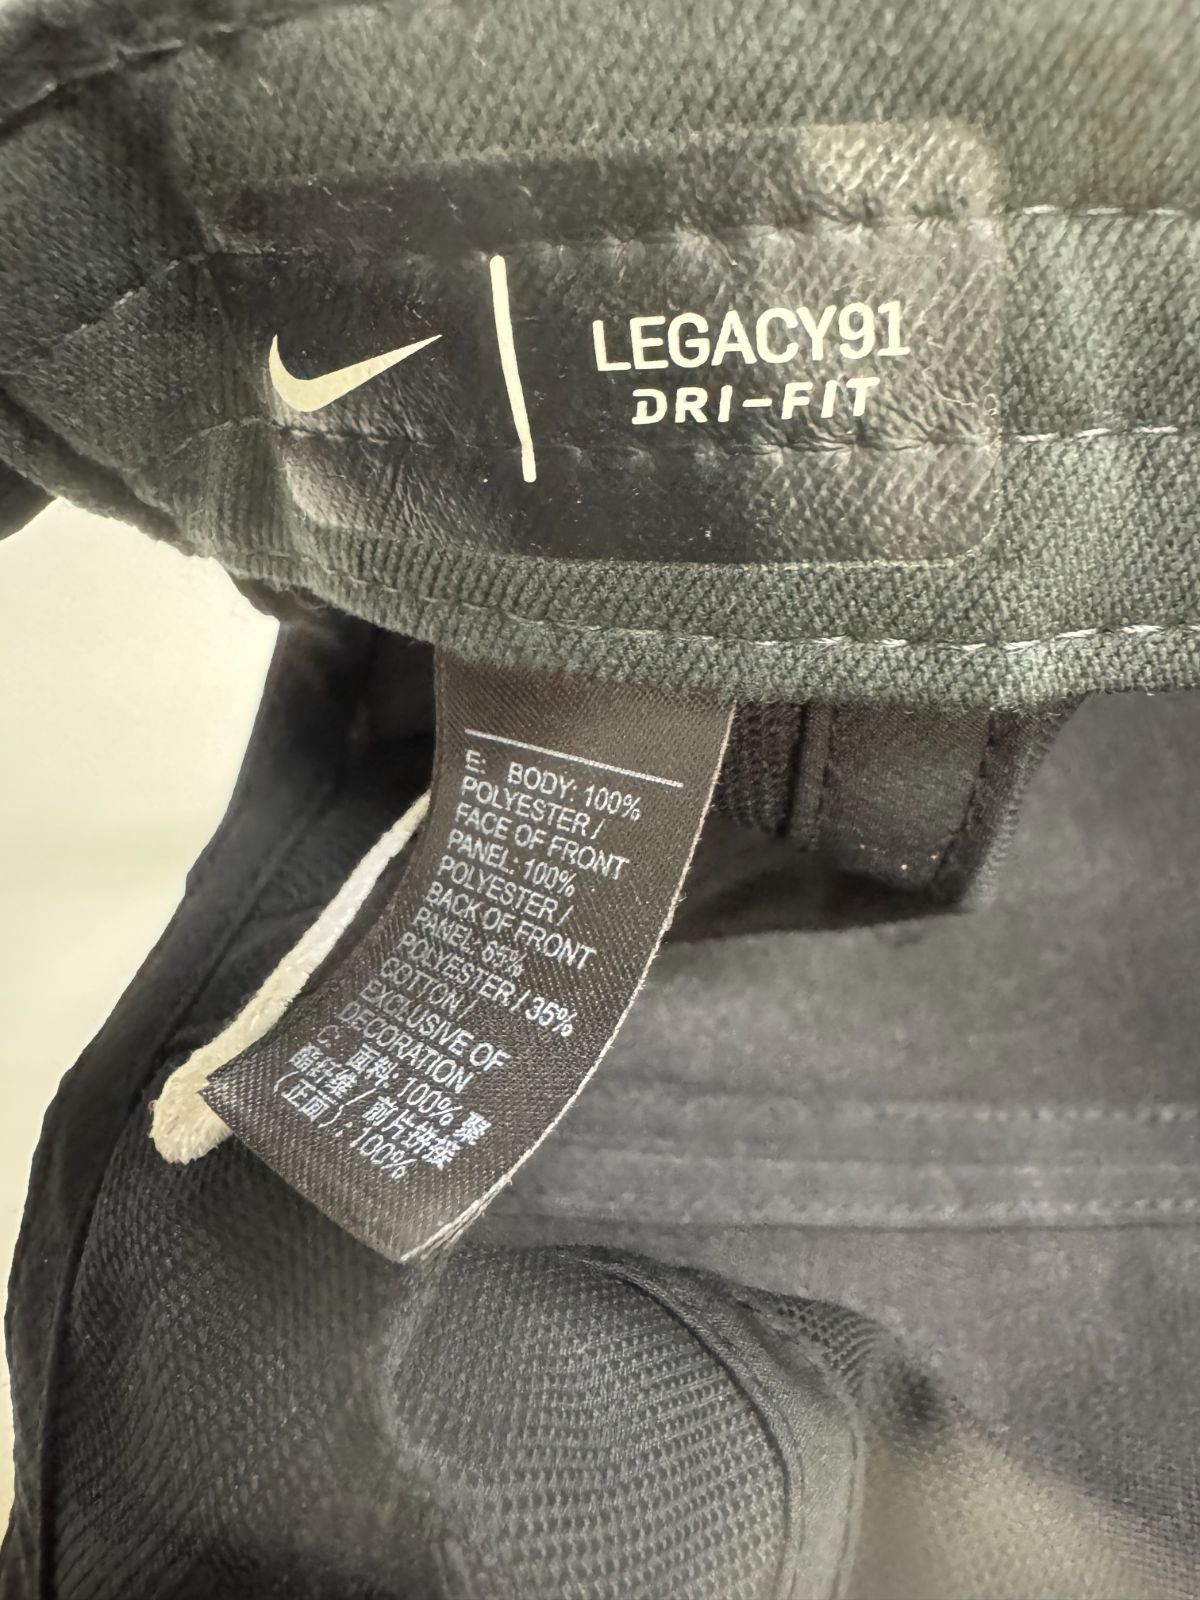 LEGACY91
DRI-FIT
E: BODY: 100%
POLYESTER /
FACE OF FRONT
PANEL: 100%
POLYESTER /
BACK OF FRONT
PANEL: 65%
POLYESTER / 35%
COTTON /
EXCLUSIVE OF
DECORATION
C: 面料: 100% 聚
酯纤维 / 前片拼接
(正面): 100%